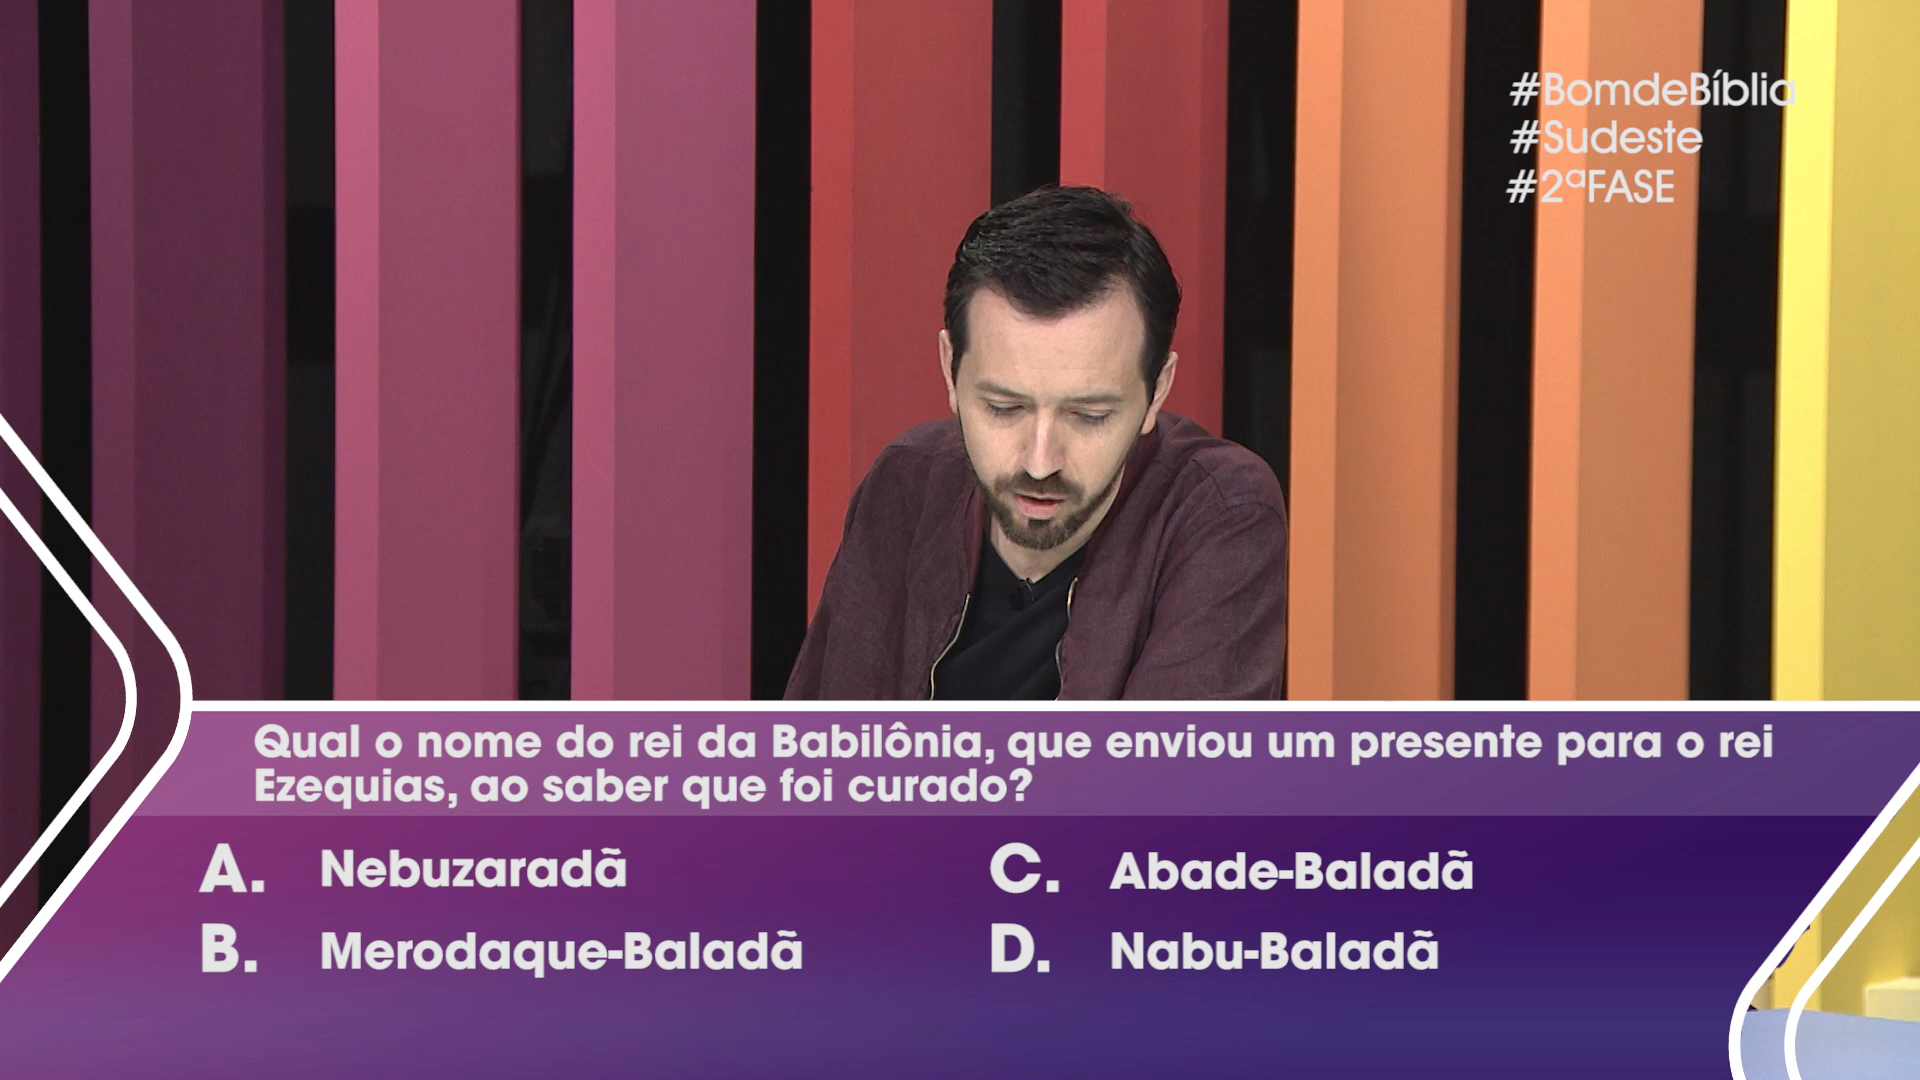 #BomdeBíblia
#Sudeste
#2ªFASE
Qual o nome do rei da Babilônia, que enviou um presente para o rei
Ezequias, ao saber que foi curado?
A. Nebuzaradã
B. Merodaque-Baladã
C. Abade-Baladã
D. Nabu-Baladã